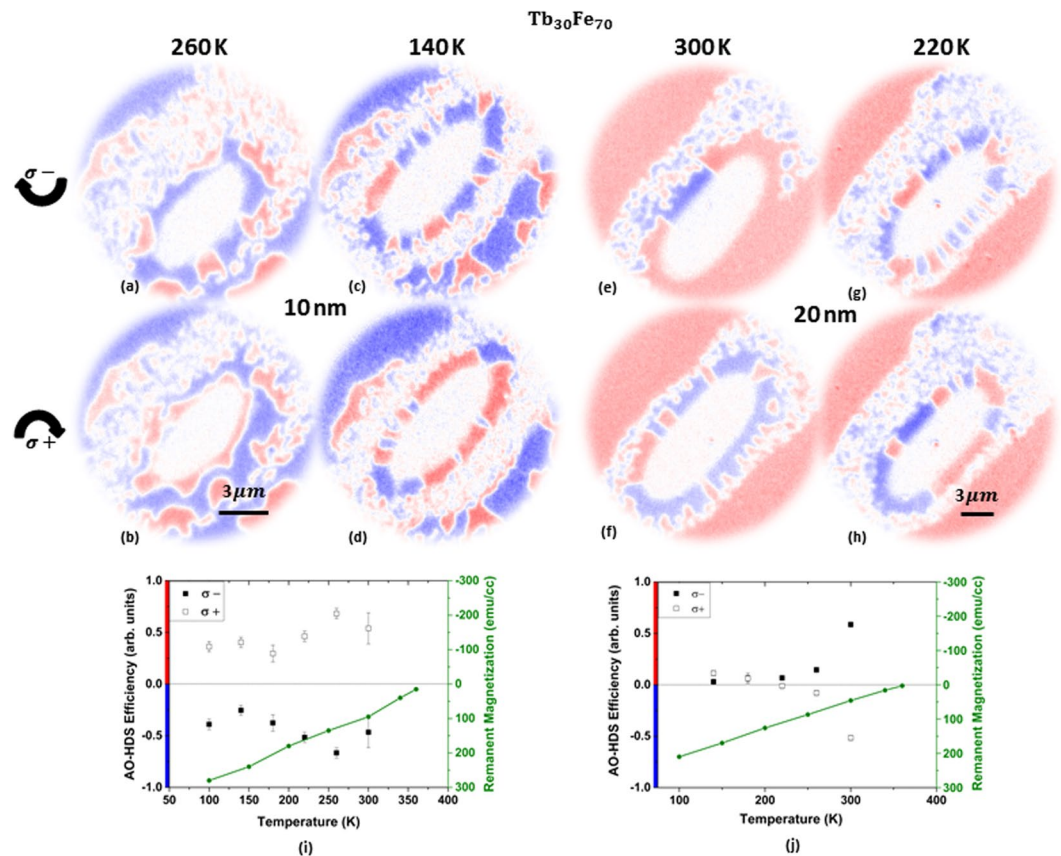 Tb₃₀Fe₇₀
260K 140K 300K 220K
σ −
(a) (c) (e) (g)
10nm 20nm
σ +
3μm 3μm
(b) (d) (f) (h)
AO-HDS Efficiency (arb. units)
1.0
0.5
0.0
-0.5
-1.0
σ −
σ +
-300
-200
-100
0
100
200
300
Remanent Magnetization (emu/cc)
50 100 150 200 250 300 350 400
Temperature (K)
(i)
AO-HDS Efficiency (arb. units)
1.0
0.5
0.0
-0.5
-1.0
σ−
σ+
-300
-200
-100
0
100
200
300
Remanent Magnetization (emu/cc)
100 200 300 400
Temperature (K)
(j)